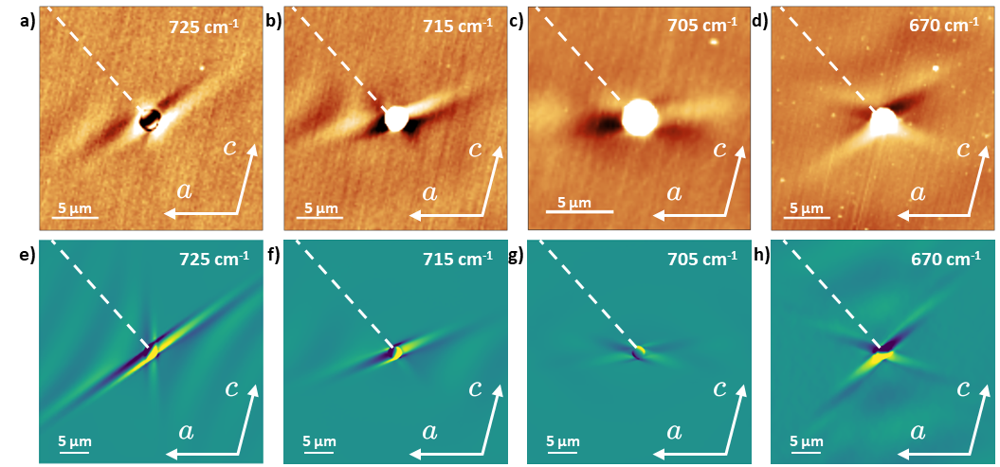 a) 725 cm⁻¹ b) 715 cm⁻¹ c) 705 cm⁻¹ d) 670 cm⁻¹
c c c c
a a a a
5 μm 5 μm 5 μm 5 μm
e) 725 cm⁻¹ f) 715 cm⁻¹ g) 705 cm⁻¹ h) 670 cm⁻¹
c c c c
a a a a
5 μm 5 μm 5 μm 5 μm